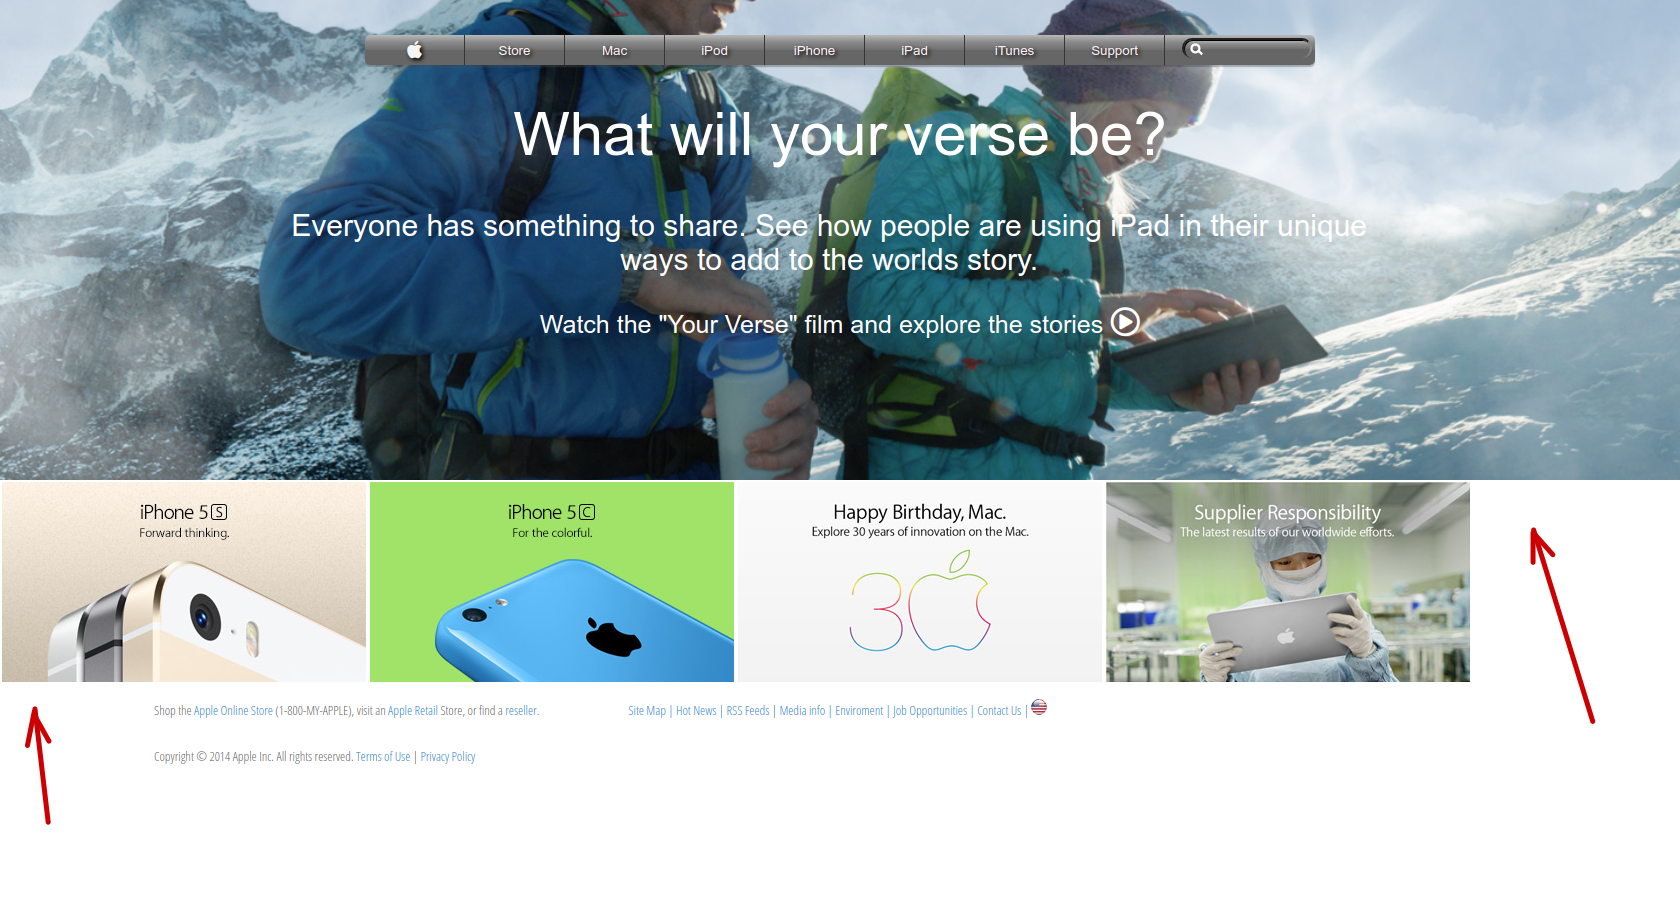 Store Mac iPod iPhone iPad iTunes Support
What will your verse be?
Everyone has something to share. See how people are using iPad in their unique
ways to add to the worlds story.
Watch the "Your Verse" film and explore the stories
iPhone 5S
Forward thinking.
iPhone 5C
For the colorful.
Happy Birthday, Mac.
Explore 30 years of innovation on the Mac.
30
Supplier Responsibility
The latest results of our worldwide efforts.
Shop the Apple Online Store (1-800-MY-APPLE), visit an Apple Retail Store, or find a reseller.
Site Map | Hot News | RSS Feeds | Media info | Enviroment | Job Opportunities | Contact Us |
Copyright © 2014 Apple Inc. All rights reserved. Terms of Use | Privacy Policy